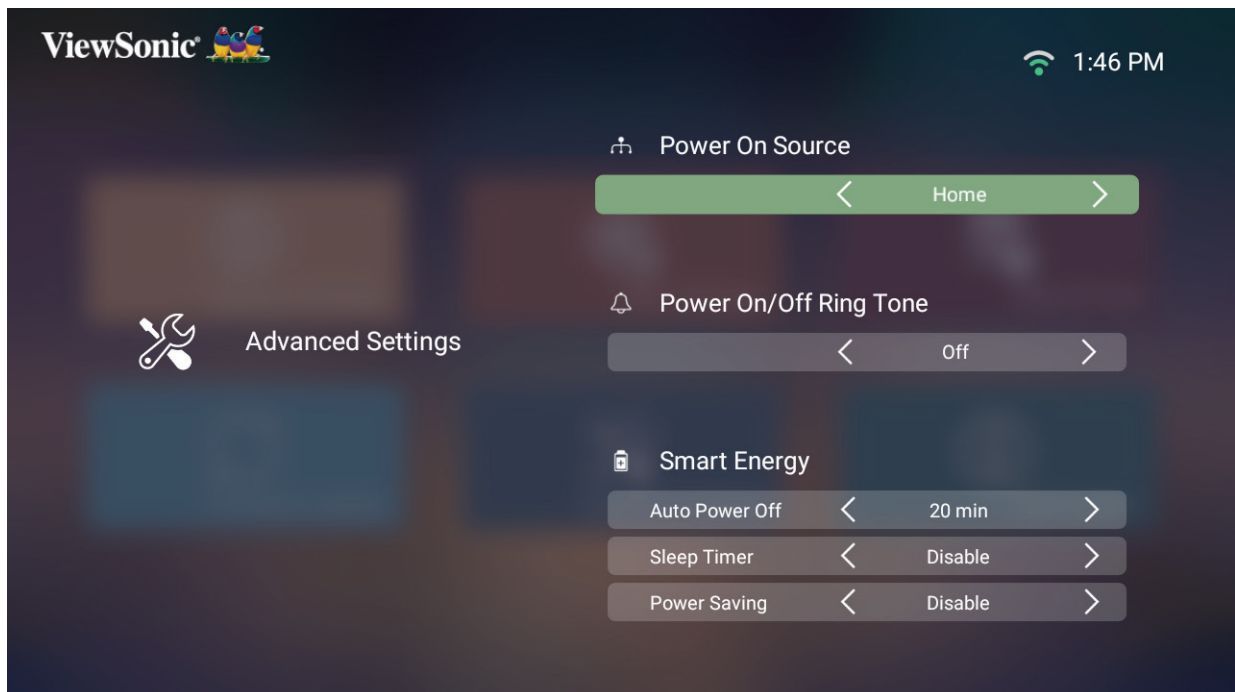 ViewSonic®
1:46 PM
Power On Source
Home
Power On/Off Ring Tone
Off
Advanced Settings
Smart Energy
Auto Power Off 20 min
Sleep Timer Disable
Power Saving Disable